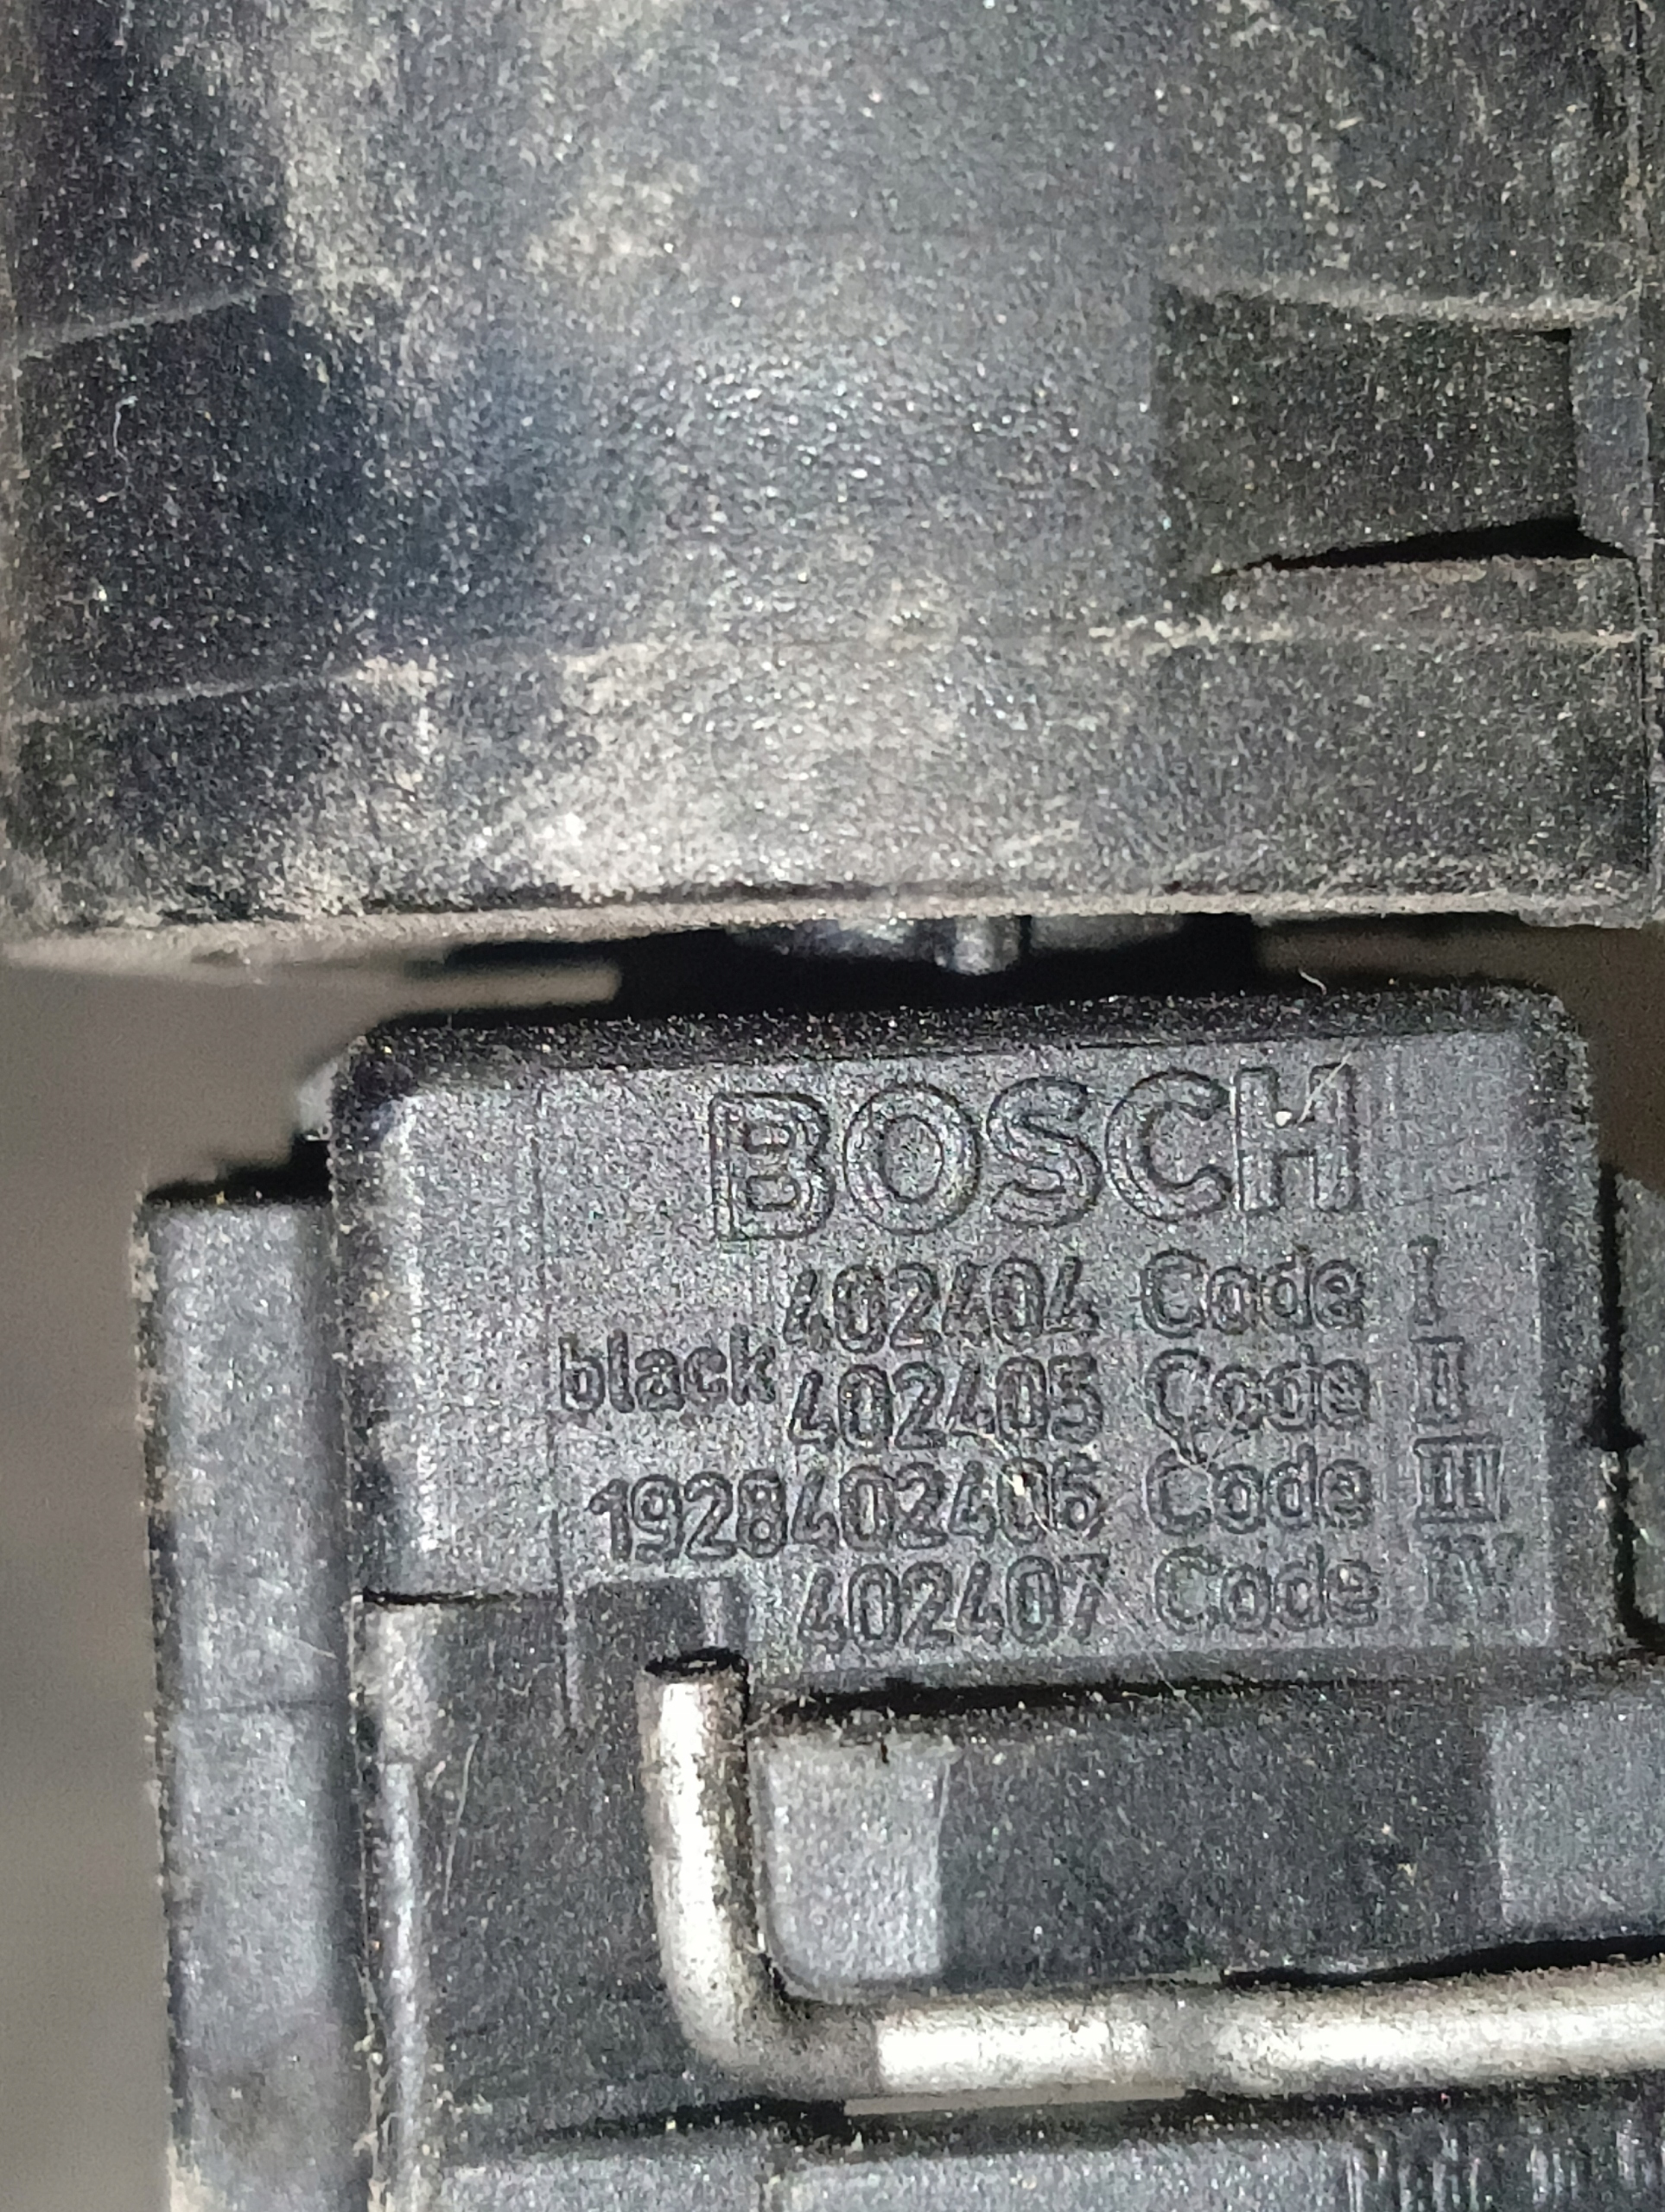 BOSCH
402404 Code I
black 402405 Code II
1928402406 Code III
402407 Code IV